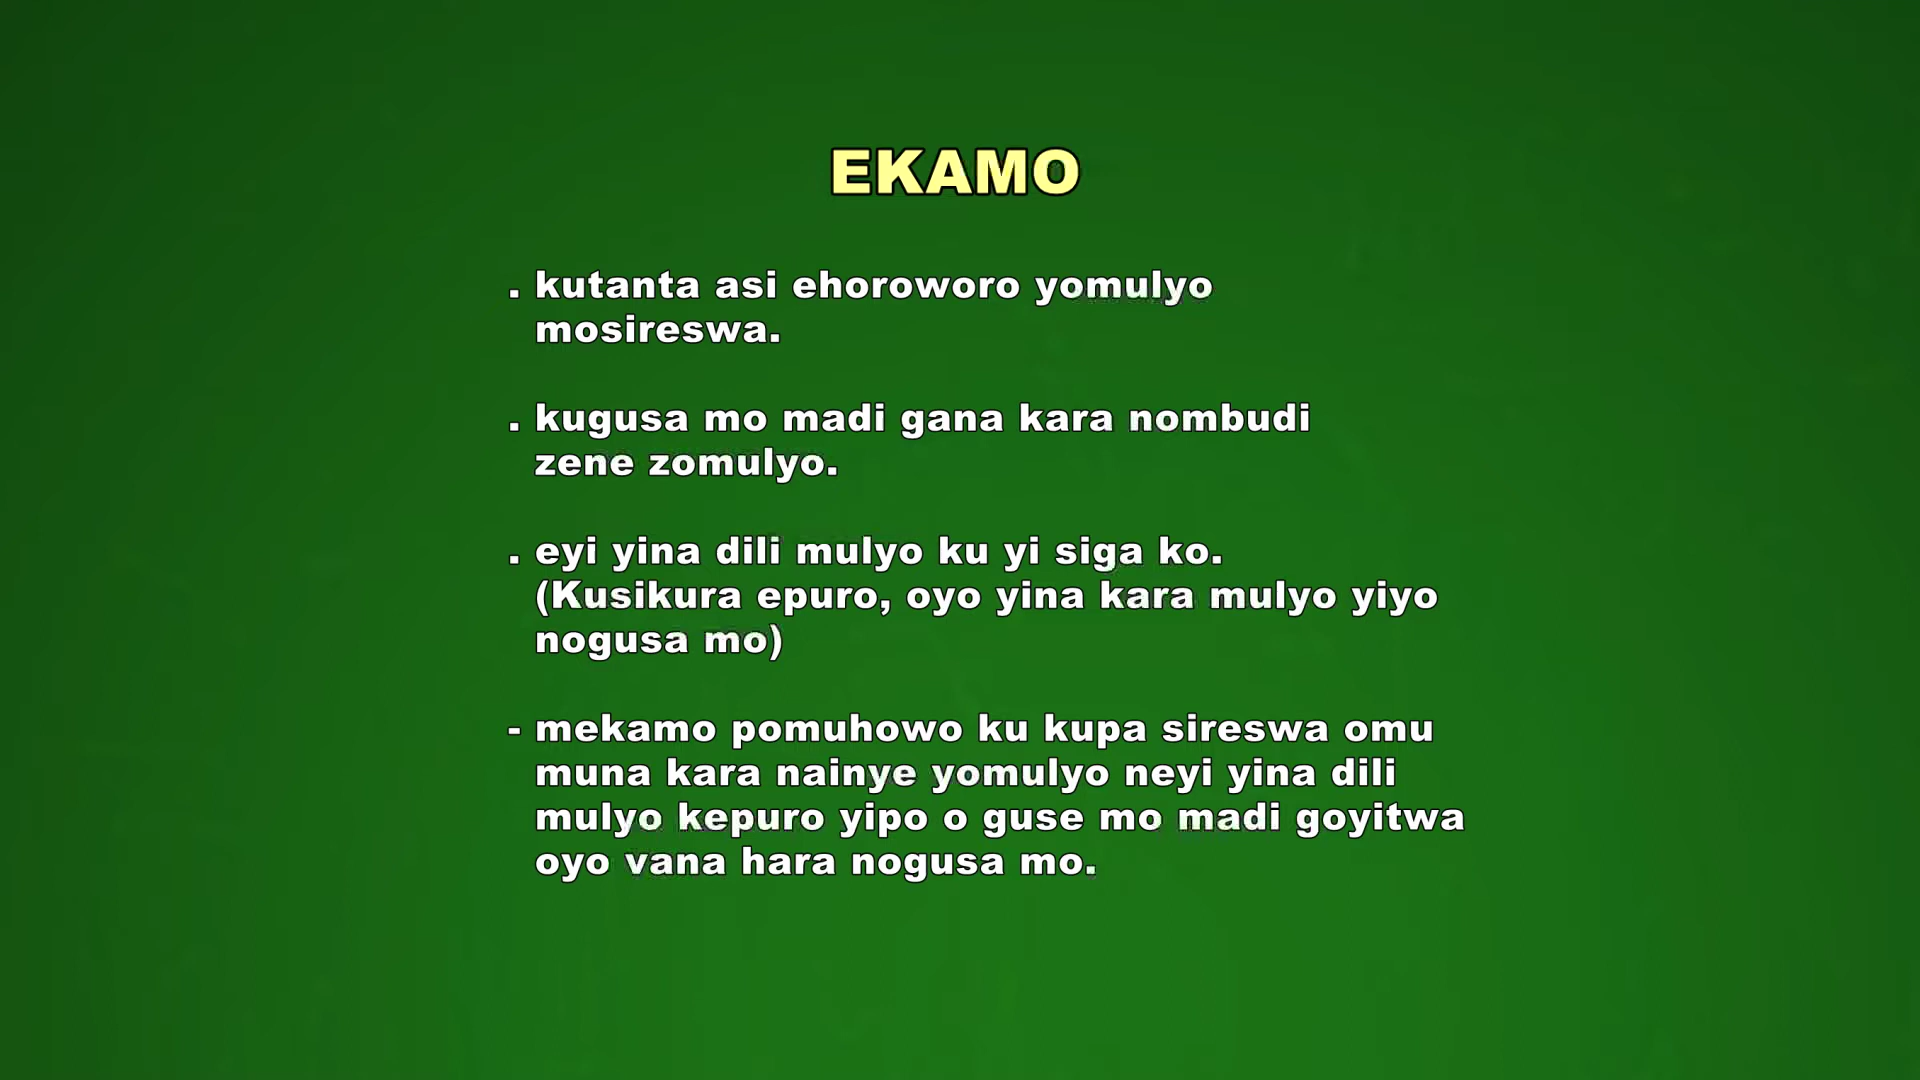 EKAMO
. kutanta asi ehoroworo yomulyo
mosireswa.
. kugusa mo madi gana kara nombudi
zene zomulyo.
. eyi yina dili mulyo ku yi siga ko.
(Kusikura epuro, oyo yina kara mulyo yiyo
nogusa mo)
- mekamo pomuhowo ku kupa sireswa omu
muna kara nainye yomulyo neyi yina dili
mulyo kepuro yipo o guse mo madi goyitwa
oyo vana hara nogusa mo.